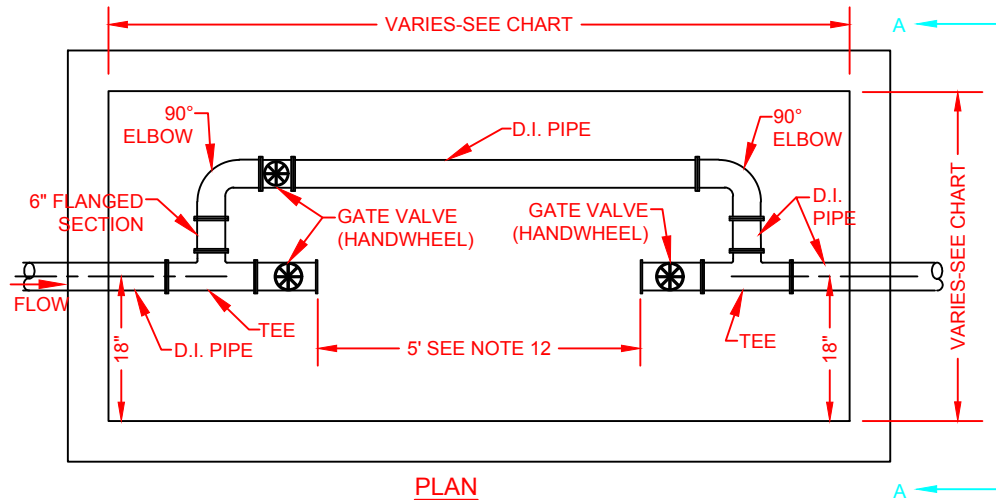 VARIES-SEE CHART
A
90°
ELBOW
D.I. PIPE
90°
ELBOW
6" FLANGED
SECTION
GATE VALVE
(HANDWHEEL)
GATE VALVE
(HANDWHEEL)
D.I.
PIPE
VARIES-SEE CHART
FLOW
18"
D.I. PIPE
TEE
5' SEE NOTE 12
TEE
18"
PLAN
A